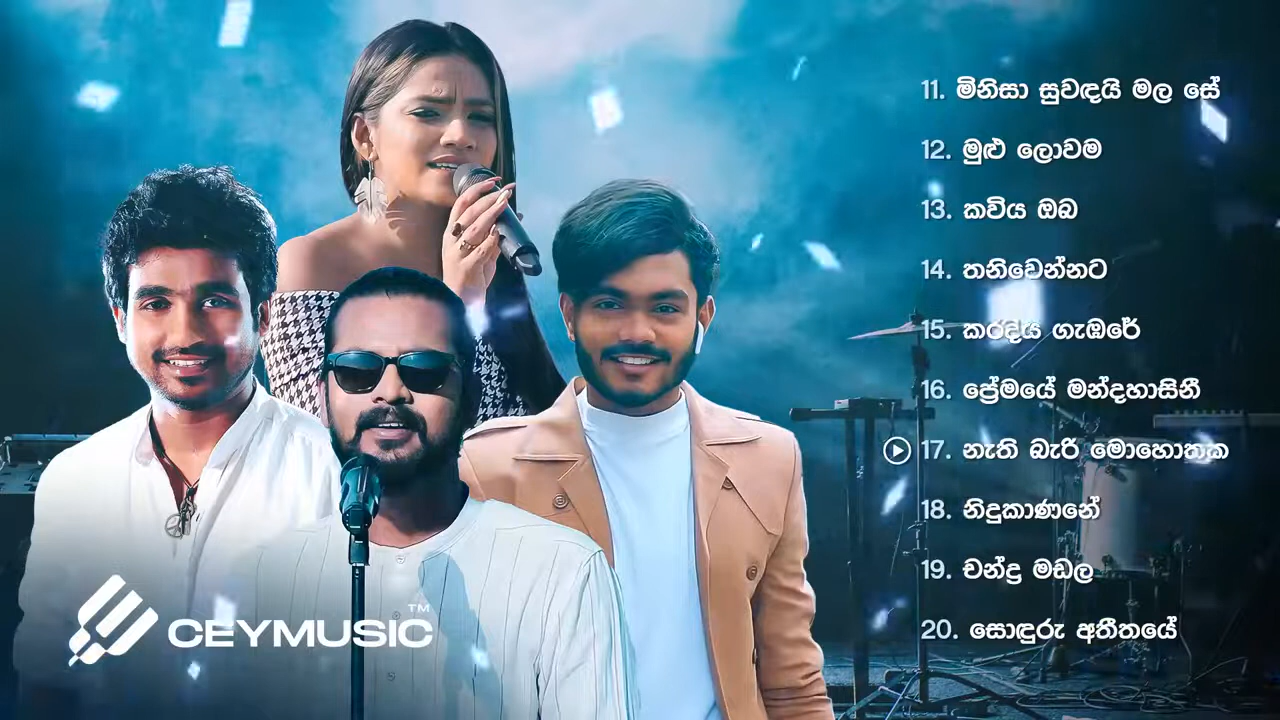 11. මිනිසා සුවඳයි මල සේ
12. මුළු ලොවම
13. කවිය ඔබ
14. තනිවෙන්නට
15. කරදිය ගැඹරේ
16. ප්‍රේමයේ මන්දහාසිනී
17. නැති බැරි මොහොතක
18. නිදුකාණනේ
19. චන්ද්‍ර මඩල
20. සොඳුරු අතීතයේ
CEYMUSIC™